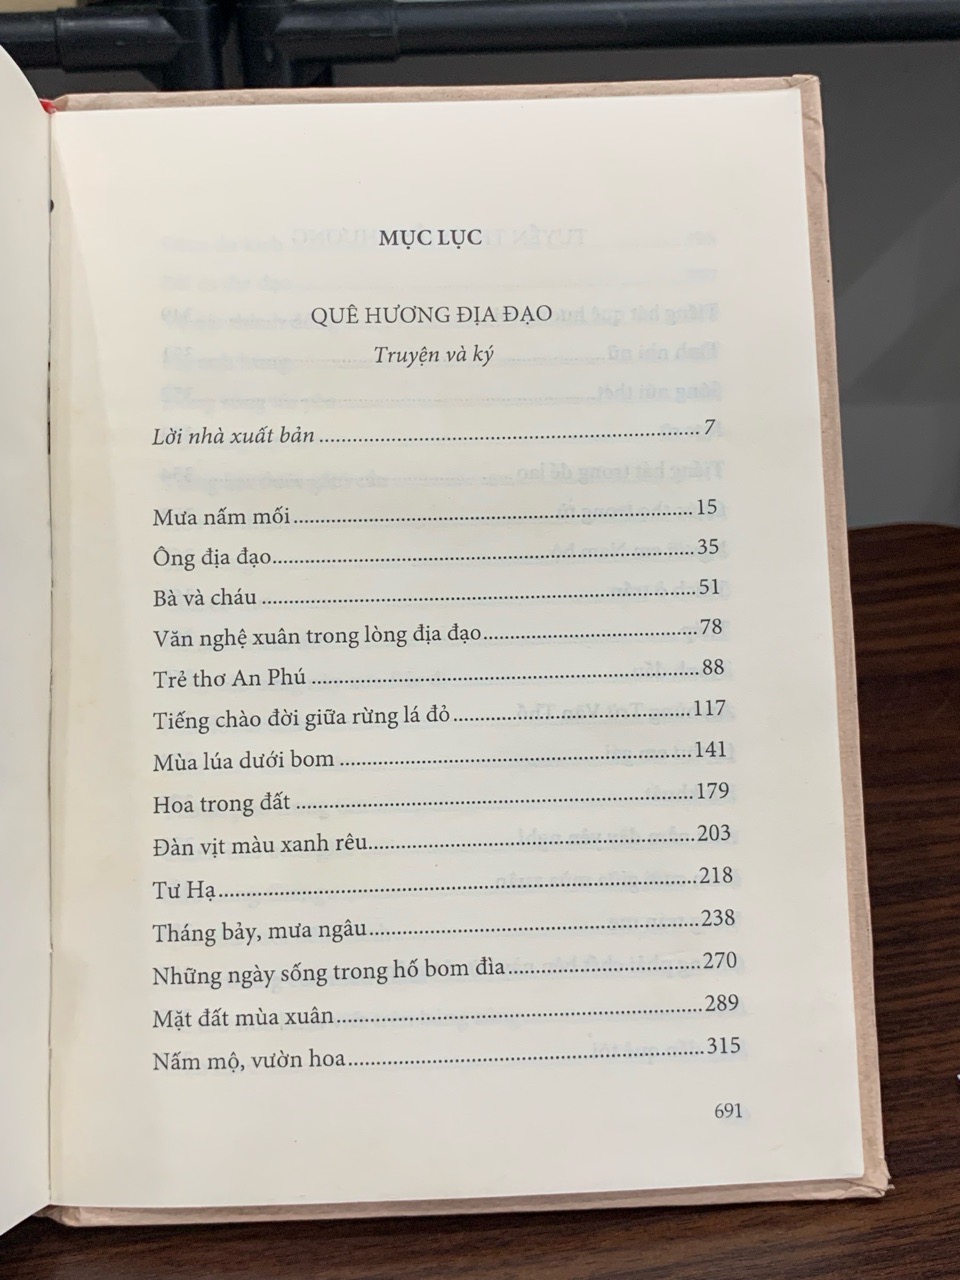 MỤC LỤC
QUÊ HƯƠNG ĐỊA ĐẠO
Truyện và ký
Lời nhà xuất bản ........................................................ 7
Mưa nấm mối ............................................................ 15
Ông địa đạo ............................................................ 35
Bà và cháu ............................................................ 51
Văn nghệ xuân trong lòng địa đạo ............................ 78
Trẻ thơ An Phú ........................................................ 88
Tiếng chào đời giữa rừng lá đỏ ................................ 117
Mùa lúa dưới bom .................................................... 141
Hoa trong đất .......................................................... 179
Đàn vịt màu xanh rêu ................................................ 203
Tư Hạ ...................................................................... 218
Tháng bảy, mưa ngâu ................................................ 238
Những ngày sống trong hố bom đìa .......................... 270
Mặt đất mùa xuân .................................................... 289
Nấm mộ, vườn hoa .................................................... 315
691